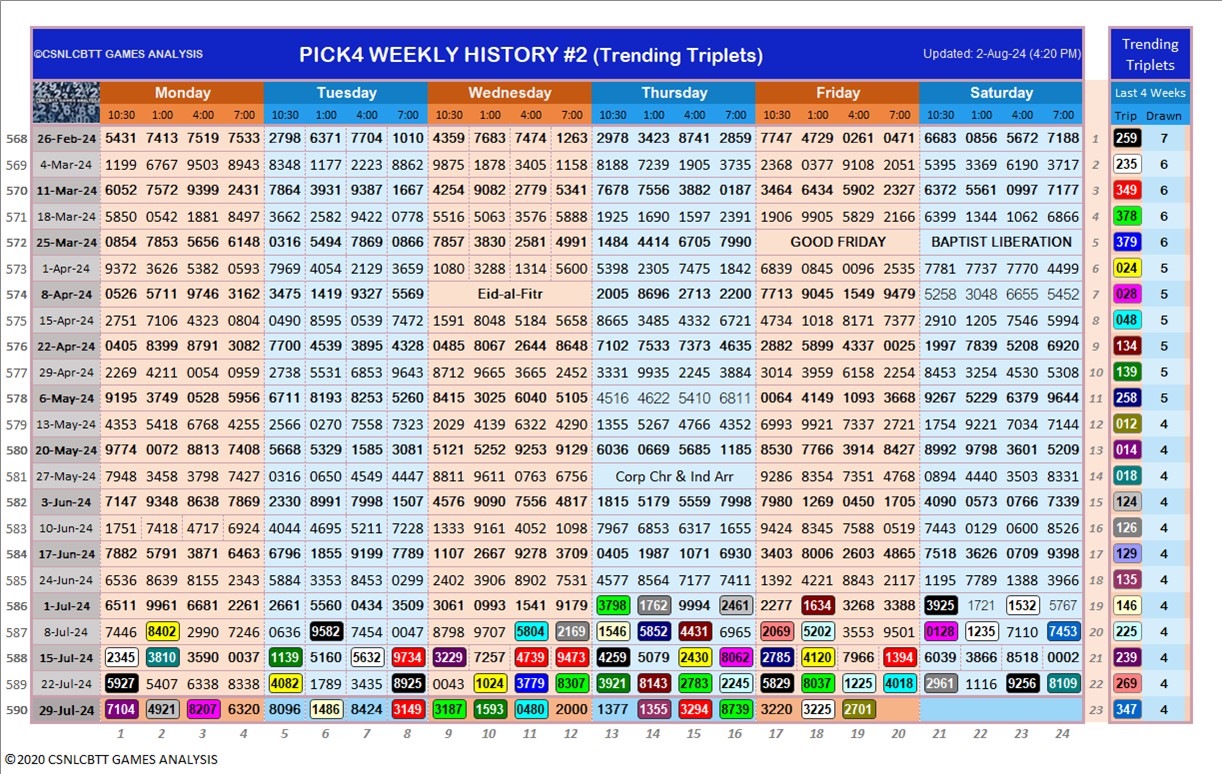 ©CSNLCBTT GAMES ANALYSIS PICK4 WEEKLY HISTORY #2 (Trending Triplets) Updated: 2-Aug-24 (4:20 PM) Trending Triplets
Monday Tuesday Wednesday Thursday Friday Saturday Last 4 Weeks
10:30 1:00 4:00 7:00 10:30 1:00 4:00 7:00 10:30 1:00 4:00 7:00 10:30 1:00 4:00 7:00 10:30 1:00 4:00 7:00 10:30 1:00 4:00 7:00 Trip Drawn
568 26-Feb-24 5431 7413 7519 7533 2798 6371 7704 1010 4359 7683 7474 1263 2978 3423 8741 2859 7747 4729 0261 0471 6683 0856 5672 7188 1 259 7
569 4-Mar-24 1199 6767 9503 8943 8348 1177 2223 8862 9875 1878 3405 1158 8188 7239 1905 3735 2368 0377 9108 2051 5395 3369 6190 3717 2 235 6
570 11-Mar-24 6052 7572 9399 2431 7864 3931 9387 1667 4254 9082 2779 5341 7678 7556 3882 0187 3464 6434 5902 2327 6372 5561 0997 7177 3 349 6
571 18-Mar-24 5850 0542 1881 8497 3662 2582 9422 0778 5516 5063 3576 5888 1925 1690 1597 2391 1906 9905 5829 2166 6399 1344 1062 6866 4 378 6
572 25-Mar-24 0854 7853 5656 6148 0316 5494 7869 0866 7857 3830 2581 4991 1484 4414 6705 7990 GOOD FRIDAY BAPTIST LIBERATION 5 379 6
573 1-Apr-24 9372 3626 5382 0593 7969 4054 2129 3659 1080 3288 1314 5600 5398 2305 7475 1842 6839 0845 0096 2535 7781 7737 7770 4499 6 024 5
574 8-Apr-24 0526 5711 9746 3162 3475 1419 9327 5569 Eid-al-Fitr 2005 8696 2713 2200 7713 9045 1549 9479 5258 3048 6655 5452 7 028 5
575 15-Apr-24 2751 7106 4323 0804 0490 8595 0539 7472 1591 8048 5184 5658 8665 3485 4332 6721 4734 1018 8171 7377 2910 1205 7546 5994 8 048 5
576 22-Apr-24 0405 8399 8791 3082 7700 4539 3895 4328 0485 8067 2644 8648 7102 7533 7373 4635 2882 5899 4337 0025 1997 7839 5208 6920 9 134 5
577 29-Apr-24 2269 4211 0054 0959 2738 5531 6853 9643 8712 9665 3665 2452 3331 9935 2245 3884 3014 3959 6158 2254 8453 3254 4530 5308 10 139 5
578 6-May-24 9195 3749 0528 5956 6711 8193 8253 5260 8415 3025 6040 5105 4516 4622 5410 6811 0064 4149 1093 3668 9267 5229 6379 9644 11 258 5
579 13-May-24 4353 5418 6768 4255 2566 0270 7558 7323 2029 4139 6322 4290 1355 5267 4766 4352 6993 9921 7337 2721 1754 9221 7034 7144 12 012 4
580 20-May-24 9774 0072 8813 7408 5668 5329 1585 3081 5121 5252 9253 9129 6036 0669 5685 1185 8530 7766 3914 8427 8992 9798 3601 5209 13 014 4
581 27-May-24 7948 3458 3798 7427 0316 0650 4549 4447 8811 9611 0763 6756 Corp Chr & Ind Arr 9286 8354 7351 4768 0894 4440 3503 8331 14 018 4
582 3-Jun-24 7147 9348 8638 7869 2330 8991 7998 1507 4576 9090 7556 4817 1815 5179 5559 7998 7980 1269 0450 1705 4090 0573 0766 7339 15 124 4
583 10-Jun-24 1751 7418 4717 6924 4044 4695 5211 7228 1333 9161 4052 1098 7967 6853 6317 1655 9424 8345 7588 0519 7443 0129 0600 8526 16 126 4
584 17-Jun-24 7882 5791 3871 6463 6796 1855 9199 7789 1107 2667 9278 3709 0405 1987 1071 6930 3403 8006 2603 4865 7518 3626 0709 9398 17 129 4
585 24-Jun-24 6536 8639 8155 2343 5884 3353 8453 0299 2402 3906 8902 7531 4577 8564 7177 7411 1392 4221 8843 2117 1195 7789 1388 3966 18 135 4
586 1-Jul-24 6511 9961 6681 2261 2661 5560 0434 3509 3061 0993 1541 9179 3798 1762 9994 2461 2277 1634 3268 3388 3925 1721 1532 5767 19 146 4
587 8-Jul-24 7446 8402 2990 7248 0636 9582 7454 0047 8798 9707 5804 2169 1546 5852 4431 6965 2069 5202 3553 9501 0128 1235 7110 7453 20 225 4
588 15-Jul-24 2345 3810 3590 0037 1139 5160 5632 9734 3229 7257 4739 9473 4259 5079 2430 8062 2785 4120 7966 1394 6039 3866 8518 0002 21 239 4
589 22-Jul-24 5927 5407 6339 8338 4082 1789 3435 8925 0043 1024 3779 8307 3921 8143 2783 2245 5829 8037 1225 4018 2961 1116 9256 8109 22 269 4
590 29-Jul-24 7104 4921 8207 6320 8096 1486 8424 3149 3187 1593 0480 2000 1377 1355 3294 8739 3220 3225 2701 23 347 4
1 2 3 4 5 6 7 8 9 10 11 12 13 14 15 16 17 18 19 20 21 22 23 24
©2020 CSNLCBTT GAMES ANALYSIS